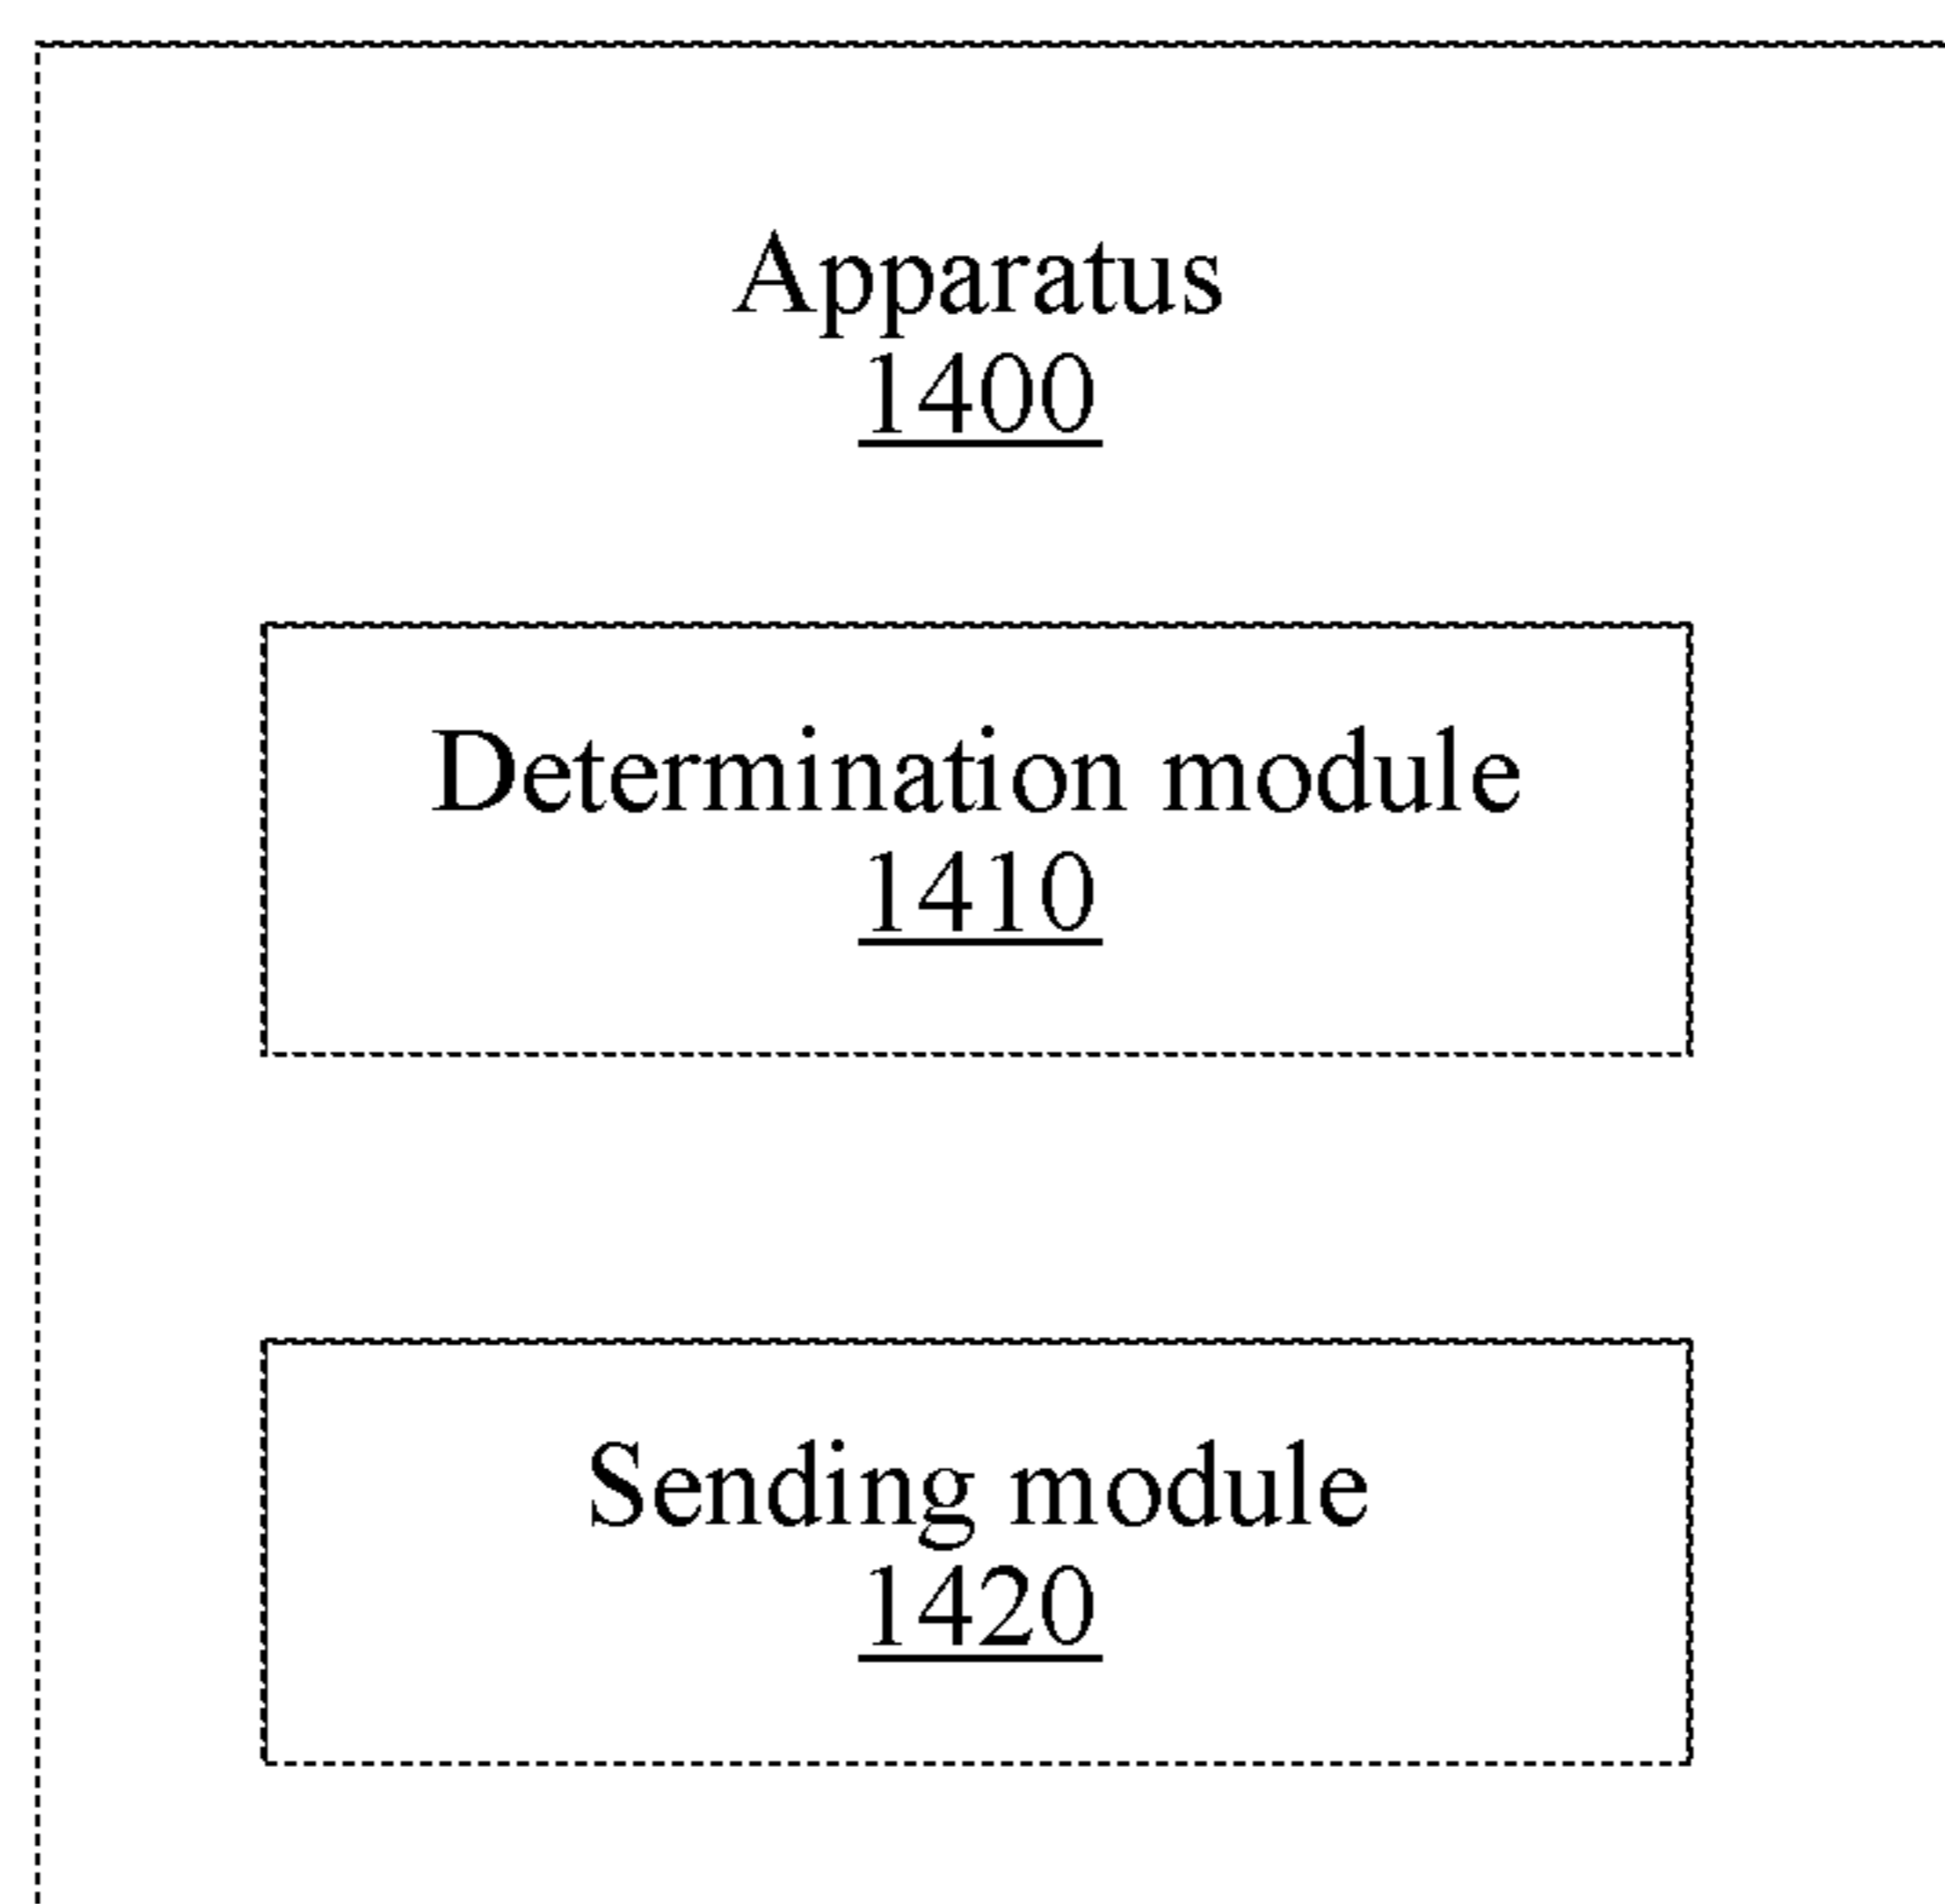 Apparatus
1400
Determination module
1410
Sending module
1420